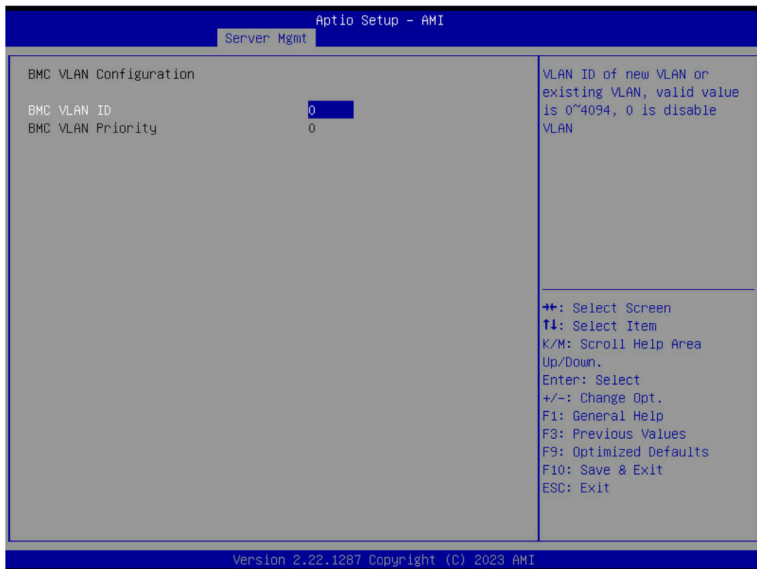 Aptio Setup – AMI
Server Mgmt
BMC VLAN Configuration
BMC VLAN ID 0
BMC VLAN Priority 0
VLAN ID of new VLAN or
existing VLAN, valid value
is 0~4094, 0 is disable
VLAN
→←: Select Screen
↑↓: Select Item
K/M: Scroll Help Area
Up/Down.
Enter: Select
+/-: Change Opt.
F1: General Help
F3: Previous Values
F9: Optimized Defaults
F10: Save & Exit
ESC: Exit
Version 2.22.1287 Copyright (C) 2023 AMI